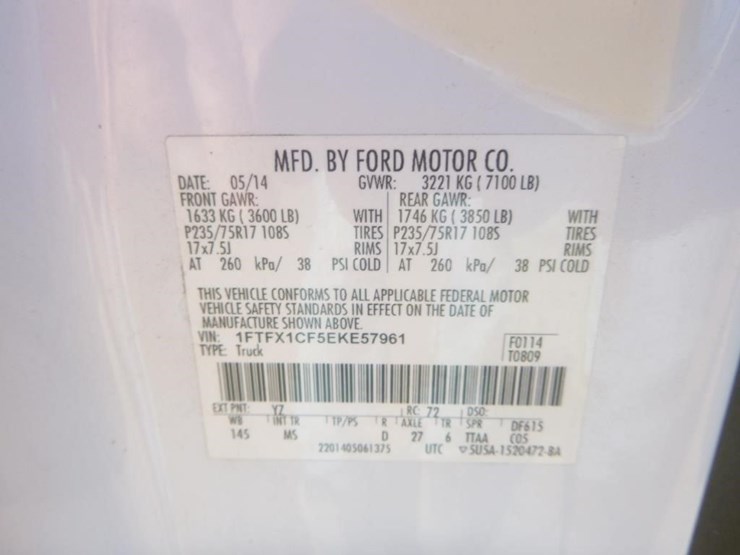 MFD. BY FORD MOTOR CO.
DATE: 05/14 GVWR: 3221 KG ( 7100 LB)
FRONT GAWR: REAR GAWR:
1633 KG ( 3600 LB) WITH 1746 KG ( 3850 LB) WITH
P235/75R17 108S TIRES P235/75R17 108S TIRES
17x7.5J RIMS 17x7.5J RIMS
AT 260 kPa/ 38 PSI COLD AT 260 kPa/ 38 PSI COLD
THIS VEHICLE CONFORMS TO ALL APPLICABLE FEDERAL MOTOR
VEHICLE SAFETY STANDARDS IN EFFECT ON THE DATE OF
MANUFACTURE SHOWN ABOVE.
VIN: 1FTFX1CF5EKE57961 F0114
TYPE: Truck T0809
EXT PNT: YZ RC: 72 DSO:
WB INT TR TP/PS R AXLE TR SPR DF615
145 MS D 27 6 TTAA C05
2201405061375 UTC ▽5U5A-1520472-BA